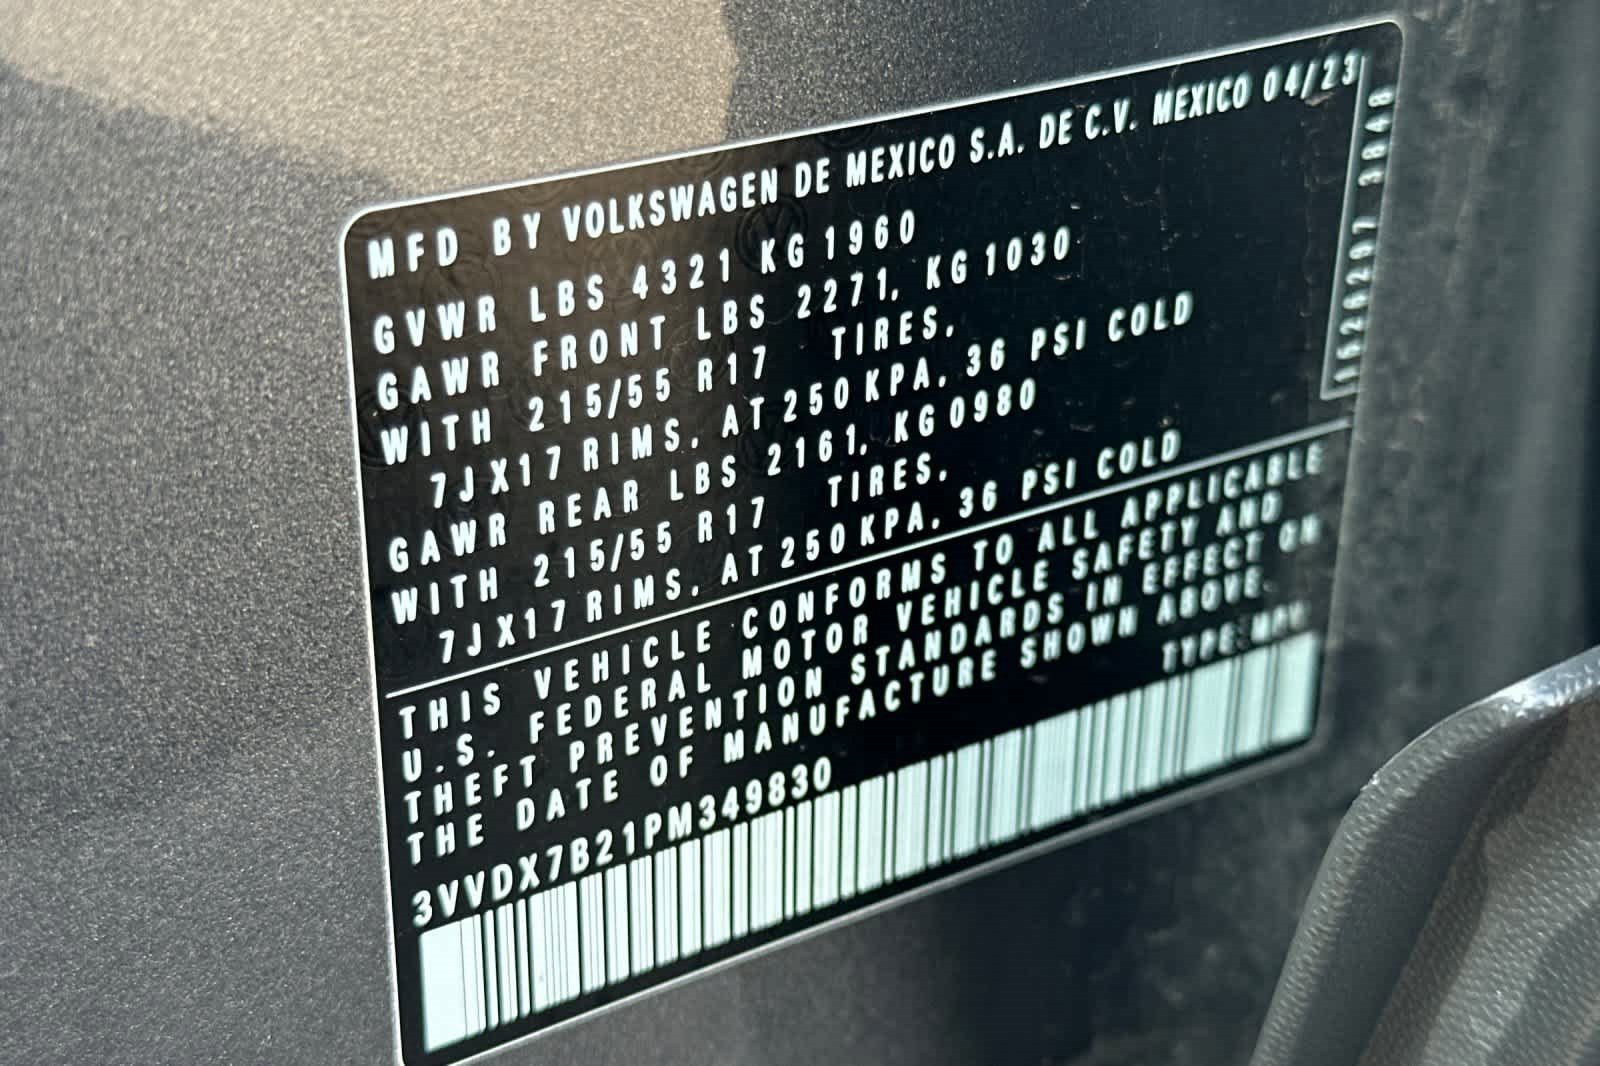 MFD BY VOLKSWAGEN DE MEXICO S.A. DE C.V. MEXICO 04/23
GVWR LBS 4321 KG 1960
GAWR FRONT LBS 2271, KG 1030
WITH 215/55 R17 TIRES,
7JX17 RIMS, AT 250 KPA, 36 PSI COLD
GAWR REAR LBS 2161, KG 0980
WITH 215/55 R17 TIRES,
7JX17 RIMS, AT 250 KPA, 36 PSI COLD
THIS VEHICLE CONFORMS TO ALL APPLICABLE
U.S. FEDERAL MOTOR VEHICLE SAFETY AND
THEFT PREVENTION STANDARDS IN EFFECT ON
THE DATE OF MANUFACTURE SHOWN ABOVE.
TYPE:MPV
3VVDX7B21PM349830
3848